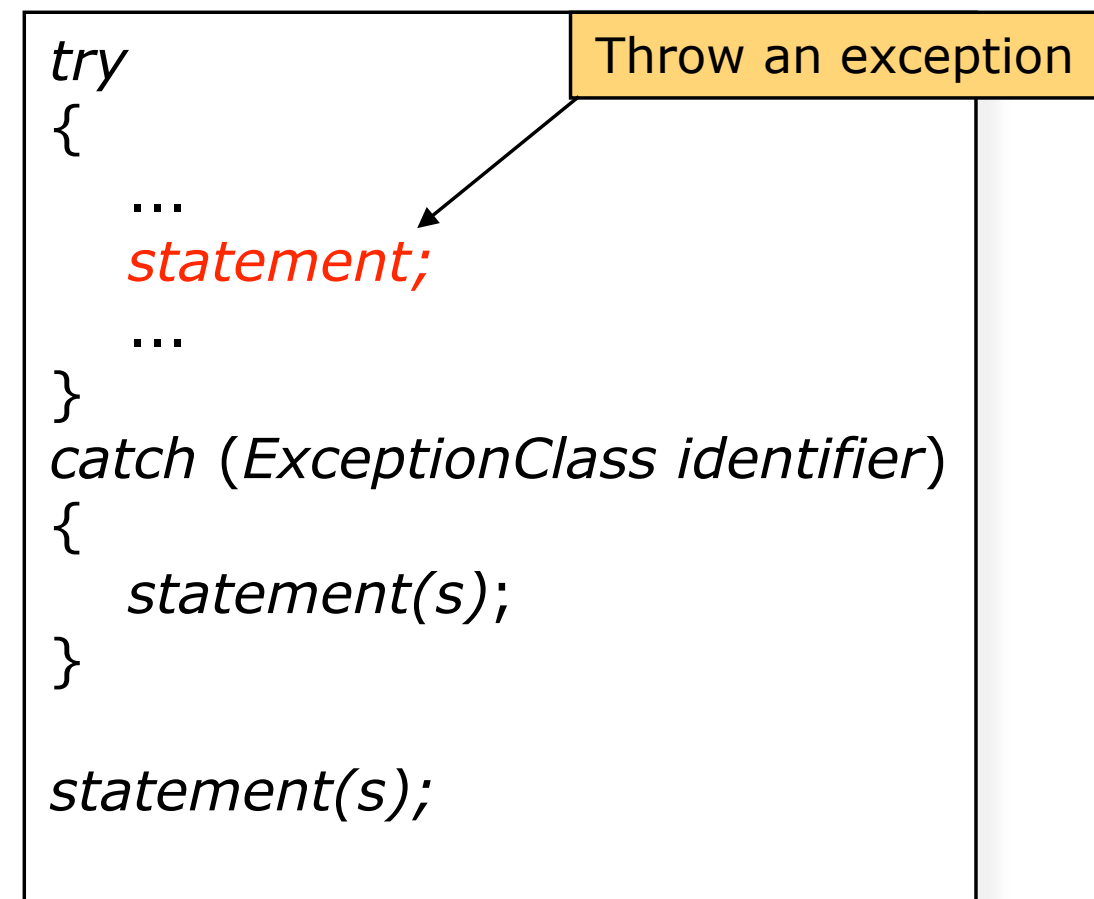 try
Throw an exception
{
...
statement;
...
}
catch (ExceptionClass identifier)
{
statement(s);
}
statement(s);